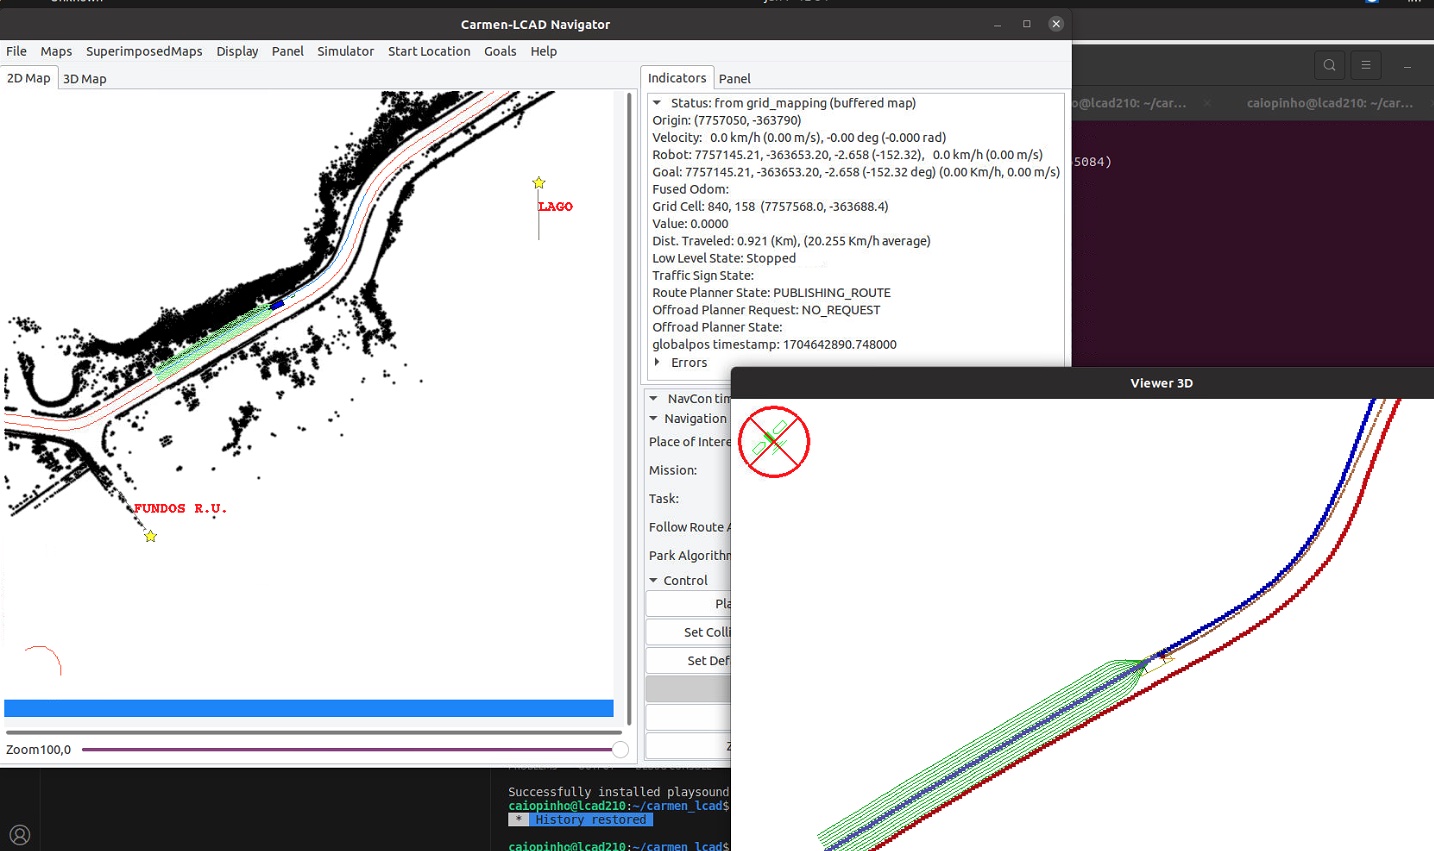 Carmen-LCAD Navigator
File Maps SuperimposedMaps Display Panel Simulator Start Location Goals Help
2D Map 3D Map
LAGO
FUNDOS R.U.
Zoom100,0
Indicators Panel
Status: from grid_mapping (buffered map)
Origin: (7757050, -363790)
Velocity: 0.0 km/h (0.00 m/s), -0.00 deg (-0.000 rad)
Robot: 7757145.21, -363653.20, -2.658 (-152.32), 0.0 km/h (0.00 m/s)
Goal: 7757145.21, -363653.20, -2.658 (-152.32 deg) (0.00 Km/h, 0.00 m/s)
Fused Odom:
Grid Cell: 840, 158 (7757568.0, -363688.4)
Value: 0.0000
Dist. Traveled: 0.921 (Km), (20.255 Km/h average)
Low Level State: Stopped
Traffic Sign State:
Route Planner State: PUBLISHING_ROUTE
Offroad Planner Request: NO_REQUEST
Offroad Planner State:
globalpos timestamp: 1704642890.748000
Errors
NavCon tim
Navigation
Place of Intere
Mission:
Task:
Follow Route A
Park Algorithm
Control
Pla
Set Colli
Set Def
Z
o@lcad210: ~/car... caiopinho@lcad210: ~/car...
5084)
Viewer 3D
Successfully installed playsound
caiopinho@lcad210:~/carmen_lcad$
* History restored
caiopinho@lcad210:~/carmen_lcad$